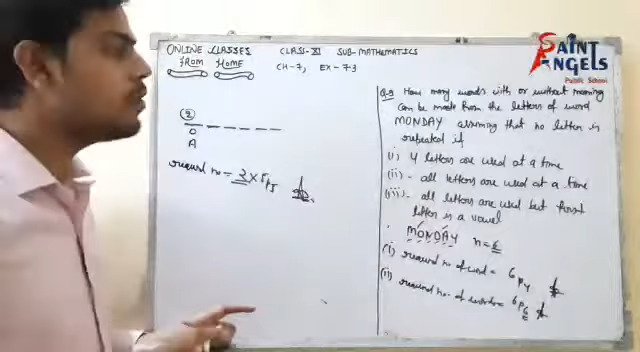 ONLINE CLASSES
FROM HOME
CLASS-XI SUB-MATHEMATICS
CH-7, EX-7.3
SAINT
ANGELS
Public School
(2)
O
A
required no = 2 × 5P5
Q.9 How many words with or without meaning
can be made from the letters of word
MONDAY assuming that no letter is
repeated if
(i) 4 letters are used at a time
(ii) - all letters are used at a time
(iii) - all letters are used but first
letter is a vowel
MONDAY n = 6
(i) required no of word = 6P4
(ii) required no. of words = 6P6